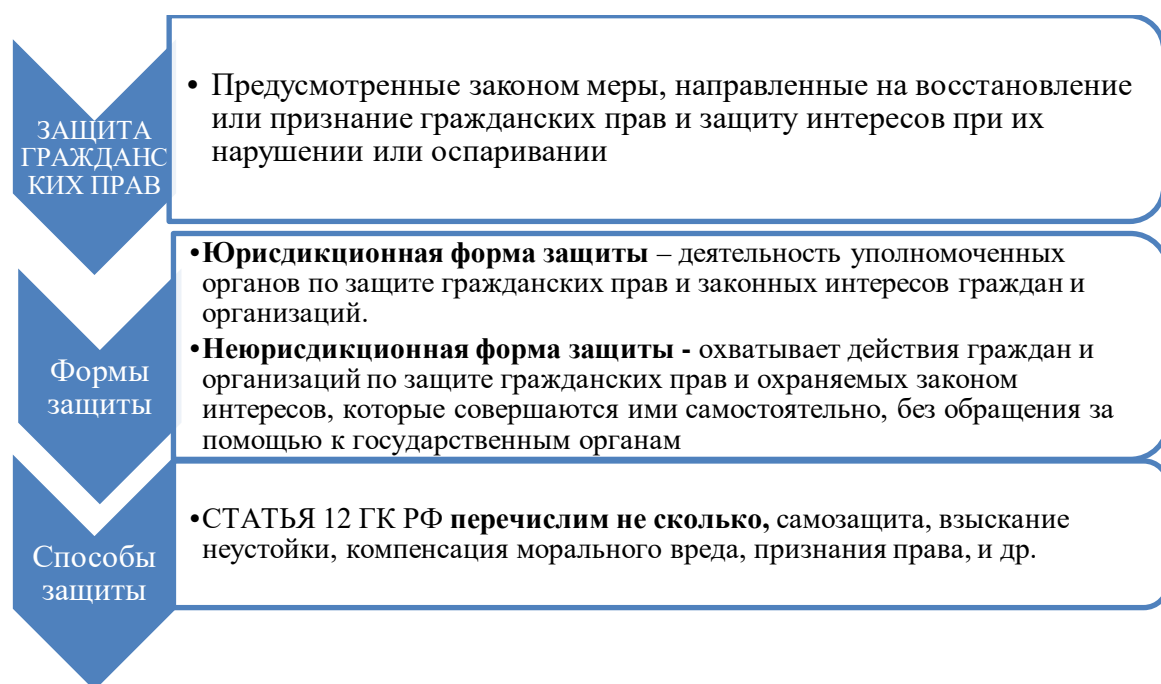 ЗАЩИТА
ГРАЖДАНС
КИХ ПРАВ
• Предусмотренные законом меры, направленные на восстановление
или признание гражданских прав и защиту интересов при их
нарушении или оспаривании
Формы
защиты
•Юрисдикционная форма защиты – деятельность уполномоченных
органов по защите гражданских прав и законных интересов граждан и
организаций.
•Неюрисдикционная форма защиты - охватывает действия граждан и
организаций по защите гражданских прав и охраняемых законом
интересов, которые совершаются ими самостоятельно, без обращения за
помощью к государственным органам
Способы
защиты
•СТАТЬЯ 12 ГК РФ перечислим не сколько, самозащита, взыскание
неустойки, компенсация морального вреда, признания права, и др.